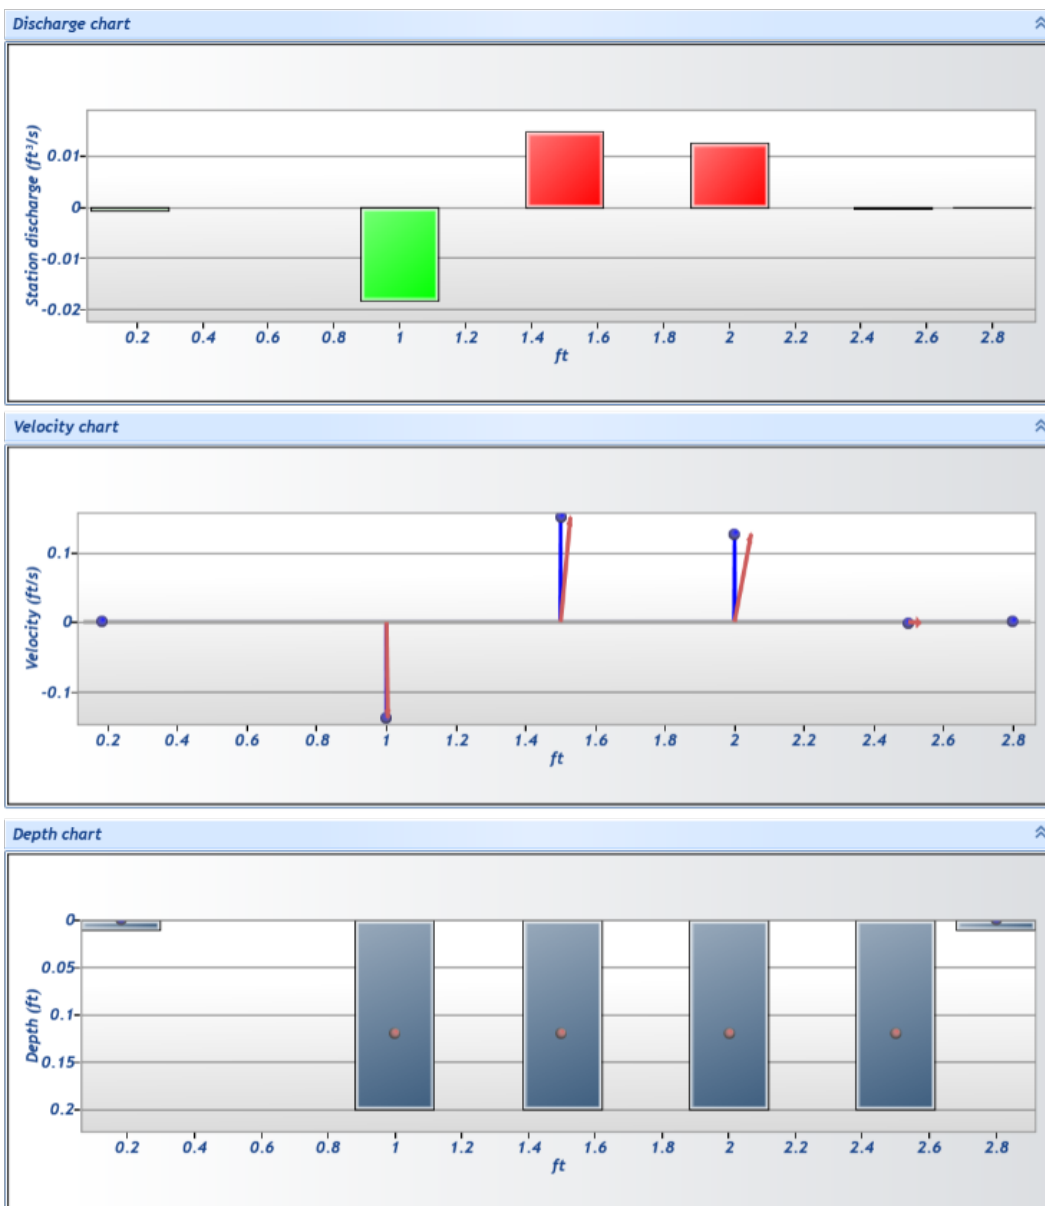 Discharge chart
Station discharge (ft³/s)
0.01
0
-0.01
-0.02
0.2 0.4 0.6 0.8 1 1.2 1.4 1.6 1.8 2 2.2 2.4 2.6 2.8
ft
Velocity chart
Velocity (ft/s)
0.1
0
-0.1
0.2 0.4 0.6 0.8 1 1.2 1.4 1.6 1.8 2 2.2 2.4 2.6 2.8
ft
Depth chart
Depth (ft)
0
0.05
0.1
0.15
0.2
0.2 0.4 0.6 0.8 1 1.2 1.4 1.6 1.8 2 2.2 2.4 2.6 2.8
ft